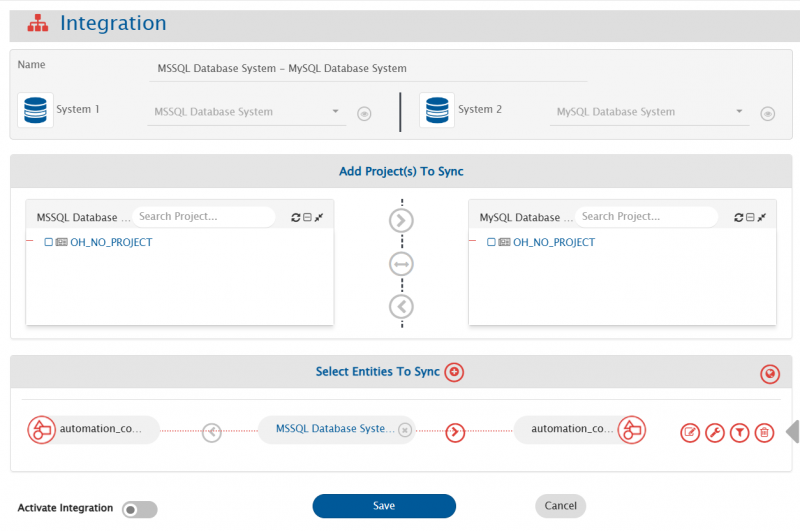 Integration
Name
MSSQL Database System - MySQL Database System
System 1
MSSQL Database System
System 2
MySQL Database System
Add Project(s) To Sync
MSSQL Database ...
Search Project...
MySQL Database ...
Search Project...
OH_NO_PROJECT
OH_NO_PROJECT
Select Entities To Sync
automation_co...
MSSQL Database Syste...
automation_co...
Activate Integration
Save
Cancel